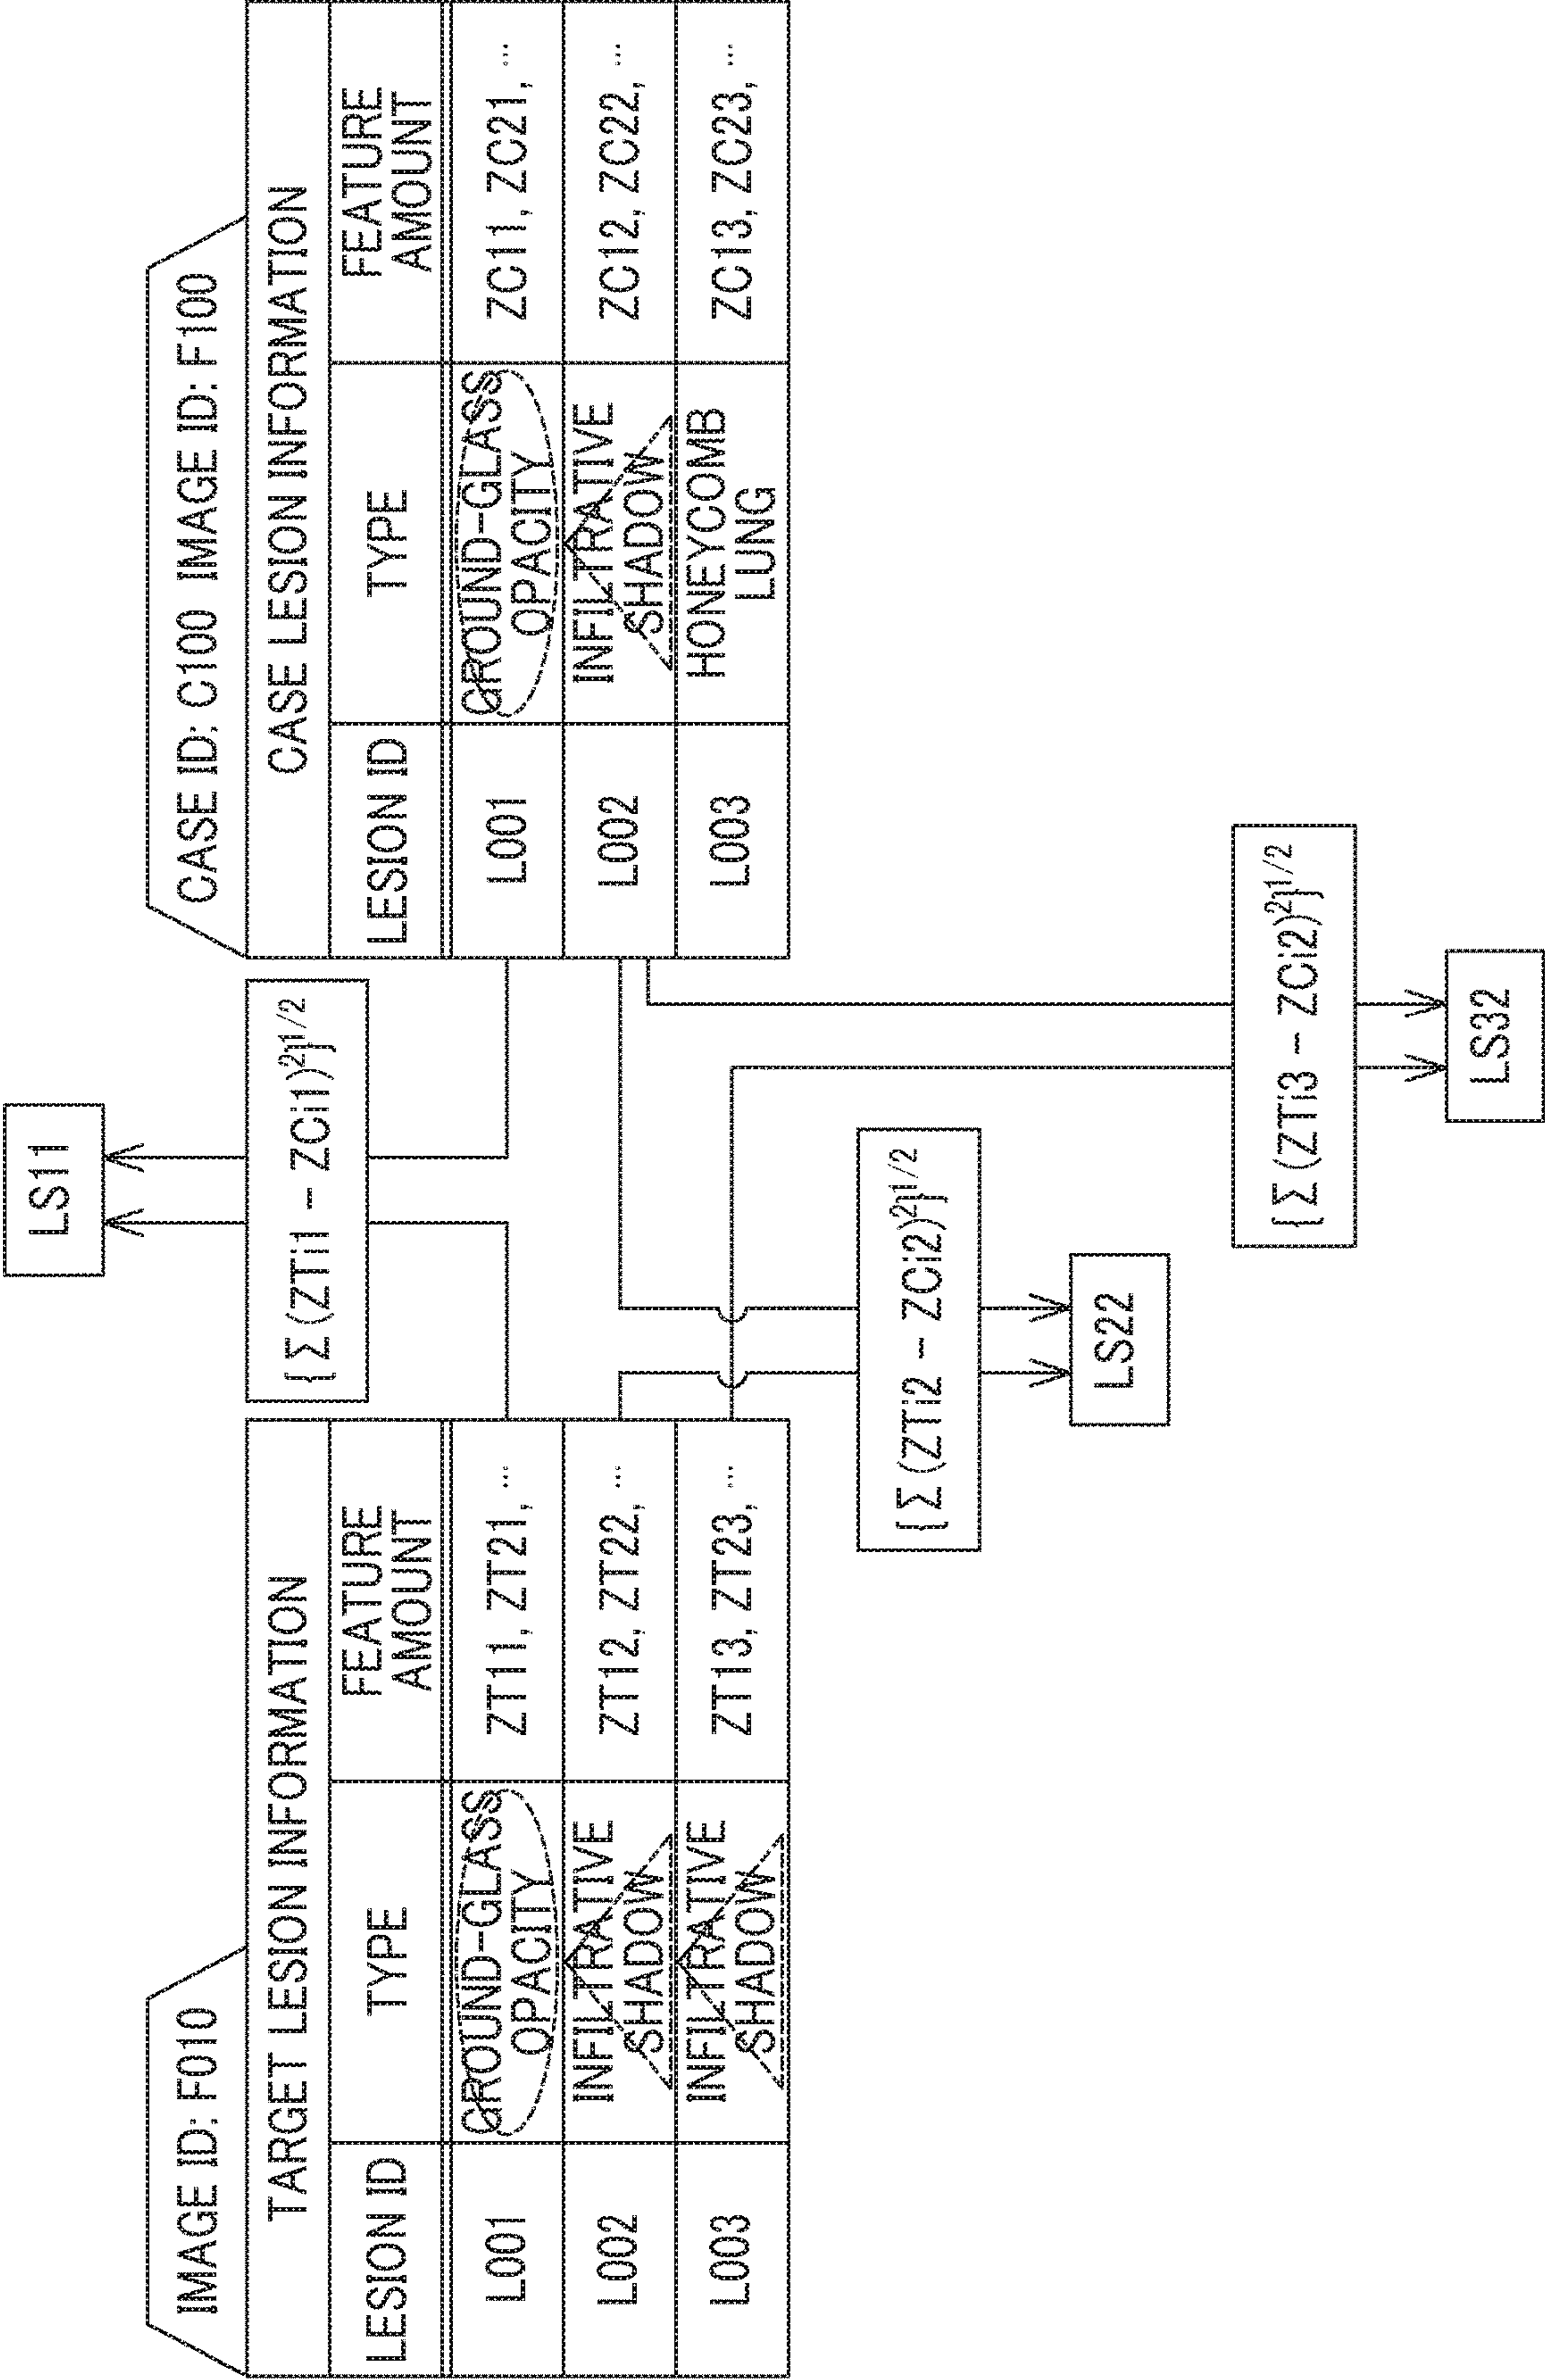 LS11
IMAGE ID: F010
TARGET LESION INFORMATION
LESION ID
TYPE
FEATURE
AMOUNT
L001
GROUND-GLASS
OPACITY
ZT11, ZT21, ...
L002
INFILTRATIVE
SHADOW
ZT12, ZT22, ...
L003
INFILTRATIVE
SHADOW
ZT13, ZT23, ...
{Σ(ZTi1 − ZCi1)²}¹/²
CASE ID: C100 IMAGE ID: F100
CASE LESION INFORMATION
LESION ID
TYPE
FEATURE
AMOUNT
L001
GROUND-GLASS
OPACITY
ZC11, ZC21, ...
L002
INFILTRATIVE
SHADOW
ZC12, ZC22, ...
L003
HONEYCOMB
LUNG
ZC13, ZC23, ...
{Σ(ZTi2 − ZCi2)²}¹/²
LS22
{Σ(ZTi3 − ZCi2)²}¹/²
LS32